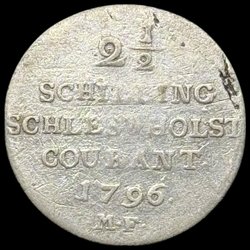 2 1/2
SCHILLING
SCHLESW.HOLST
COURANT
1796.
M.F.